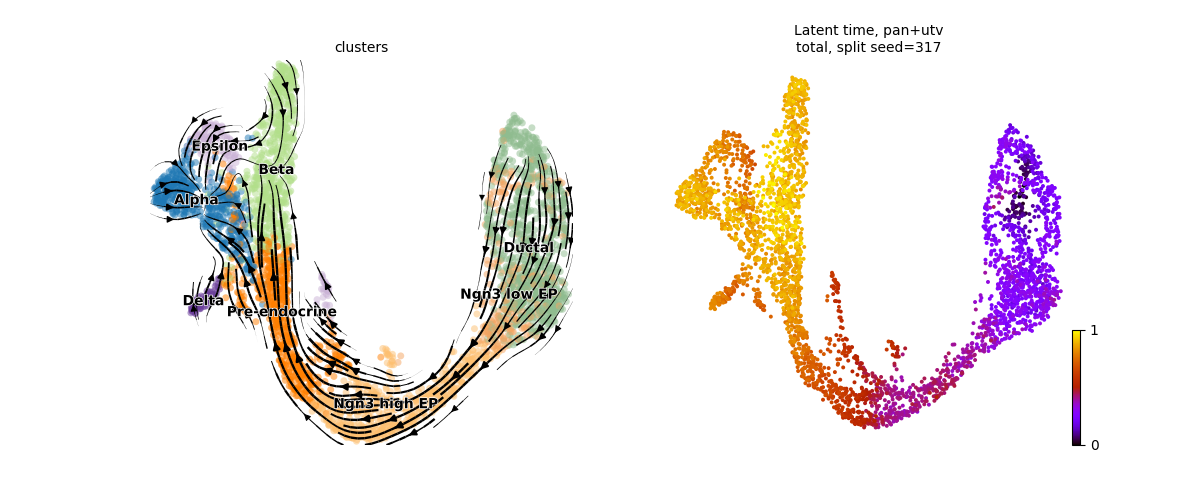 clusters
Latent time, pan+utv
total, split seed=317
Epsilon
Beta
Alpha
Ductal
Ngn3 low EP
Delta
Pre-endocrine
Ngn3 high EP
1
0